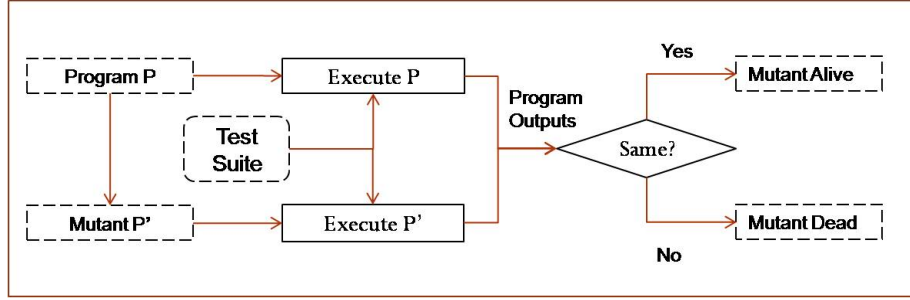 Program P
Execute P
Yes
Mutant Alive
Program
Outputs
Test
Suite
Same?
Mutant P'
Execute P'
No
Mutant Dead